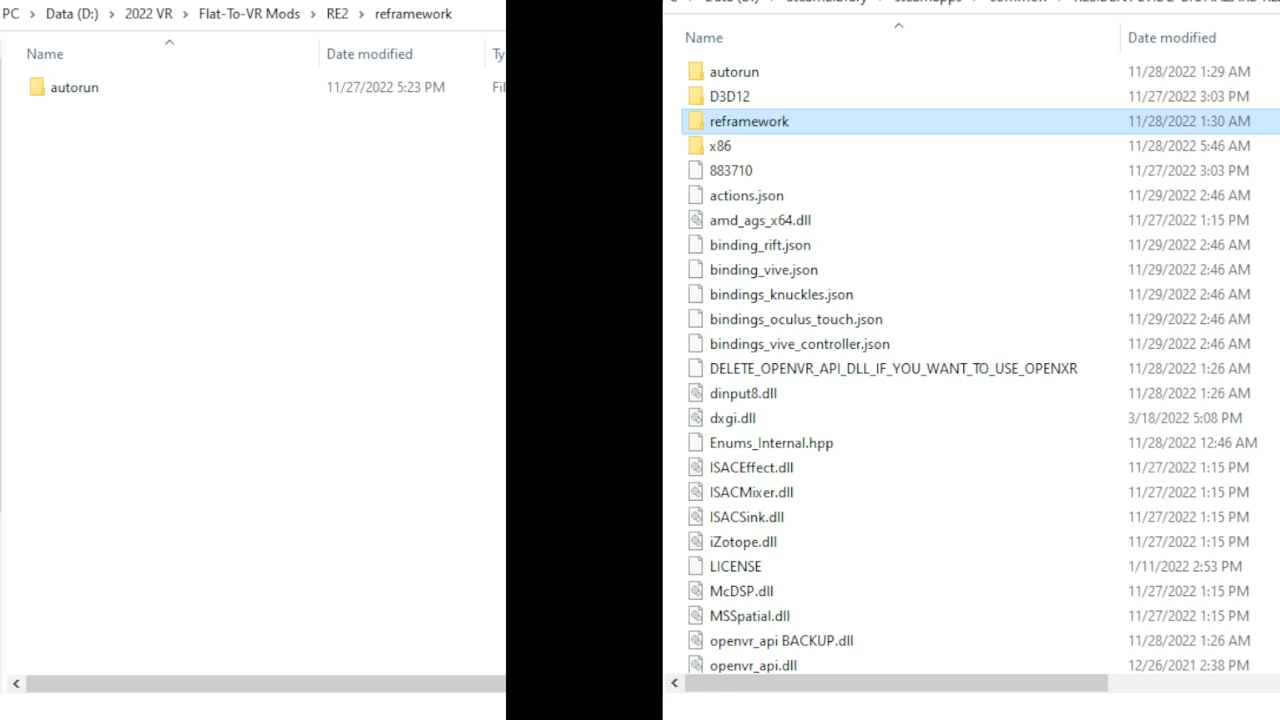 PC > Data (D:) > 2022 VR > Flat-To-VR Mods > RE2 > reframework
Name Date modified
autorun 11/27/2022 5:23 PM
Name Date modified
autorun 11/28/2022 1:29 AM
D3D12 11/27/2022 3:03 PM
reframework 11/28/2022 1:30 AM
x86 11/28/2022 5:46 AM
883710 11/27/2022 3:03 PM
actions.json 11/29/2022 2:46 AM
amd_ags_x64.dll 11/27/2022 1:15 PM
binding_rift.json 11/29/2022 2:46 AM
binding_vive.json 11/29/2022 2:46 AM
bindings_knuckles.json 11/29/2022 2:46 AM
bindings_oculus_touch.json 11/29/2022 2:46 AM
bindings_vive_controller.json 11/29/2022 2:46 AM
DELETE_OPENVR_API_DLL_IF_YOU_WANT_TO_USE_OPENXR 11/28/2022 1:26 AM
dinput8.dll 11/28/2022 1:26 AM
dxgi.dll 3/18/2022 5:08 PM
Enums_Internal.hpp 11/28/2022 12:46 AM
ISACEffect.dll 11/27/2022 1:15 PM
ISACMixer.dll 11/27/2022 1:15 PM
ISACSink.dll 11/27/2022 1:15 PM
iZotope.dll 11/27/2022 1:15 PM
LICENSE 1/11/2022 2:53 PM
McDSP.dll 11/27/2022 1:15 PM
MSSpatial.dll 11/27/2022 1:15 PM
openvr_api BACKUP.dll 11/28/2022 1:26 AM
openvr_api.dll 12/26/2021 2:38 PM